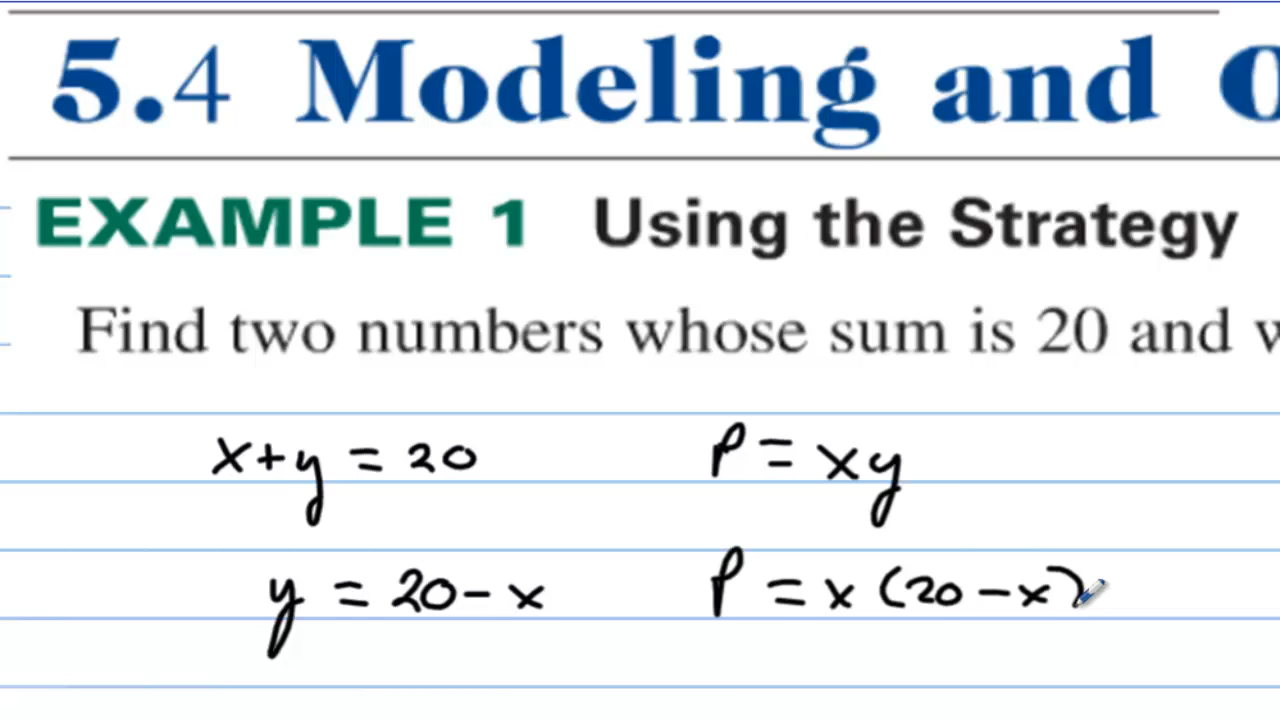 5.4 Modeling and
EXAMPLE 1 Using the Strategy
Find two numbers whose sum is 20 and
x+y = 20 P = xy
y = 20 - x P = x (20 - x)